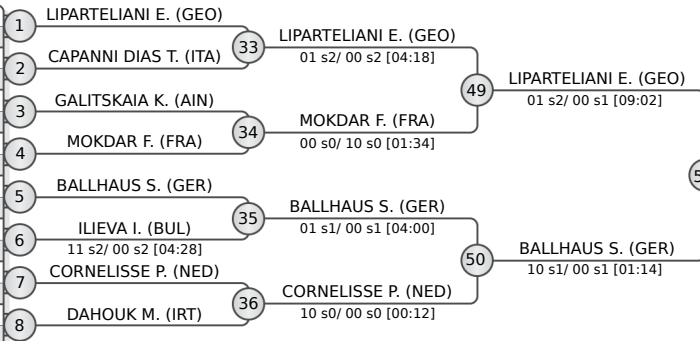 1 LIPARTELIANI E. (GEO)
2 CAPANNI DIAS T. (ITA)
33 LIPARTELIANI E. (GEO)
01 s2/ 00 s2 [04:18]
3 GALITSKAIA K. (AIN)
4 MOKDAR F. (FRA)
34 MOKDAR F. (FRA)
00 s0/ 10 s0 [01:34]
49 LIPARTELIANI E. (GEO)
01 s2/ 00 s1 [09:02]
5 BALLHAUS S. (GER)
6 ILIEVA I. (BUL)
11 s2/ 00 s2 [04:28]
35 BALLHAUS S. (GER)
01 s1/ 00 s1 [04:00]
7 CORNELISSE P. (NED)
8 DAHOUK M. (IRT)
36 CORNELISSE P. (NED)
10 s0/ 00 s0 [00:12]
50 BALLHAUS S. (GER)
10 s1/ 00 s1 [01:14]